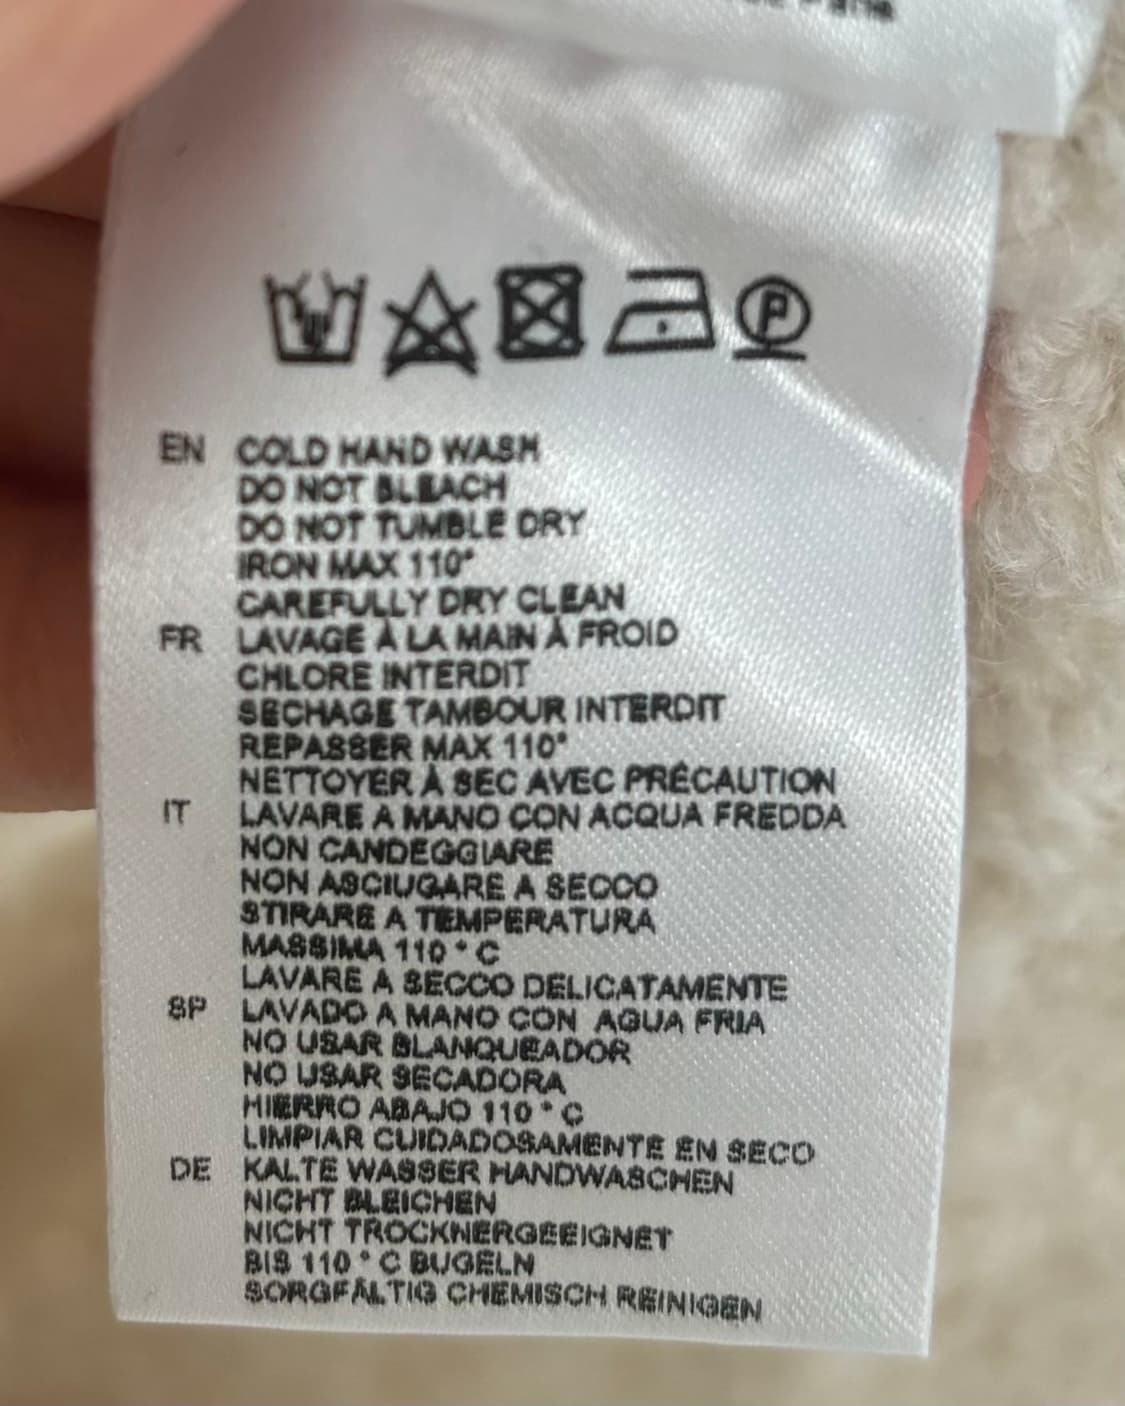 EN COLD HAND WASH
DO NOT BLEACH
DO NOT TUMBLE DRY
IRON MAX 110°
CAREFULLY DRY CLEAN
FR LAVAGE À LA MAIN À FROID
CHLORE INTERDIT
SECHAGE TAMBOUR INTERDIT
REPASSER MAX 110°
NETTOYER À SEC AVEC PRÉCAUTION
IT LAVARE A MANO CON ACQUA FREDDA
NON CANDEGGIARE
NON ASCIUGARE A SECCO
STIRARE A TEMPERATURA
MASSIMA 110 ° C
LAVARE A SECCO DELICATAMENTE
SP LAVADO A MANO CON AGUA FRIA
NO USAR BLANQUEADOR
NO USAR SECADORA
HIERRO ABAJO 110 ° C
LIMPIAR CUIDADOSAMENTE EN SECO
DE KALTE WASSER HANDWASCHEN
NICHT BLEICHEN
NICHT TROCKNERGEEIGNET
BIS 110 ° C BUGELN
SORGFÄLTIG CHEMISCH REINIGEN